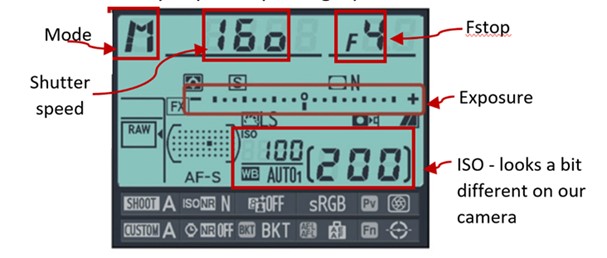 Mode
M 160 F4
Fstop
Shutter
speed
S N
FX − +
Exposure
LS
RAW ISO
100 (200)
WB AUTO1
AF-S
ISO - looks a bit
different on our
camera
SHOOT A ISO NR N OFF sRGB Pv
CUSTOM A NR OFF BKT BKT Fn